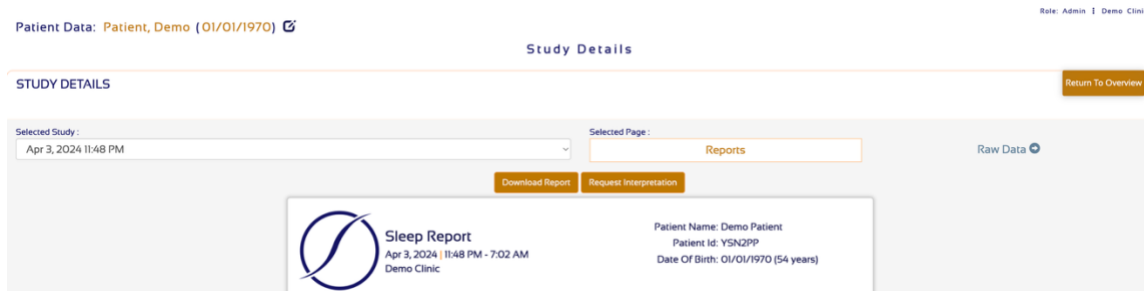 Role: Admin ⁞ Demo Clini
Patient Data: Patient, Demo (01/01/1970)
Study Details
STUDY DETAILS
Return To Overview
Selected Study :
Apr 3, 2024 11:48 PM
Selected Page :
Reports
Raw Data
Download Report
Request Interpretation
Sleep Report
Apr 3, 2024 | 11:48 PM - 7:02 AM
Demo Clinic
Patient Name: Demo Patient
Patient Id: YSN2PP
Date Of Birth: 01/01/1970 (54 years)